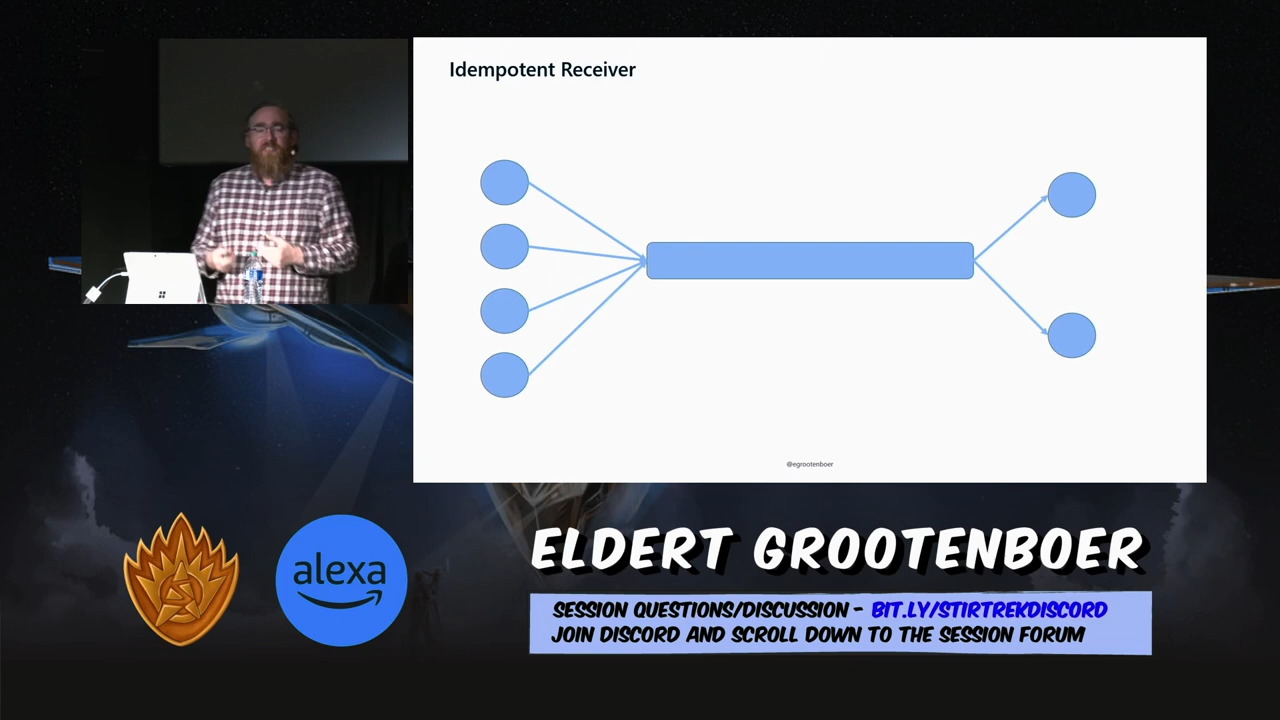 Idempotent Receiver
@egrootenboer
alexa
ELDERT GROOTENBOER
SESSION QUESTIONS/DISCUSSION - BIT.LY/STIRTREKDISCORD
JOIN DISCORD AND SCROLL DOWN TO THE SESSION FORUM